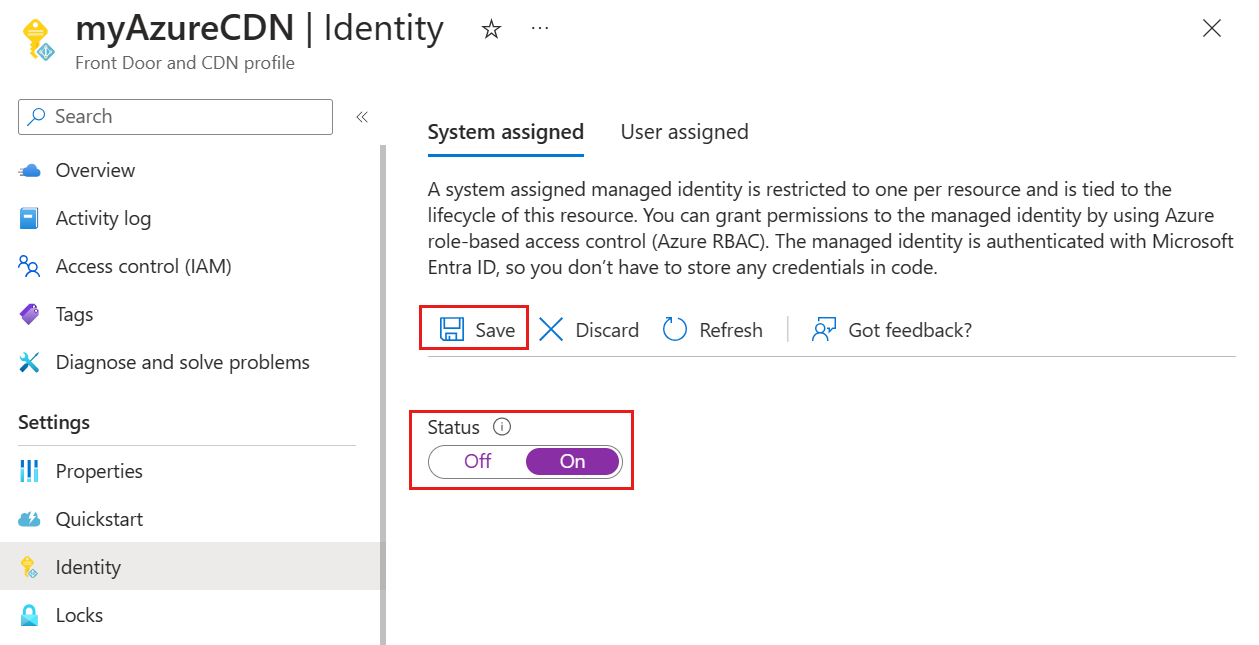 myAzureCDN | Identity
Front Door and CDN profile
Search
Overview
Activity log
Access control (IAM)
Tags
Diagnose and solve problems
Settings
Properties
Quickstart
Identity
Locks
System assigned
User assigned
A system assigned managed identity is restricted to one per resource and is tied to the
lifecycle of this resource. You can grant permissions to the managed identity by using Azure
role-based access control (Azure RBAC). The managed identity is authenticated with Microsoft
Entra ID, so you don’t have to store any credentials in code.
Save
Discard
Refresh
Got feedback?
Status
Off
On